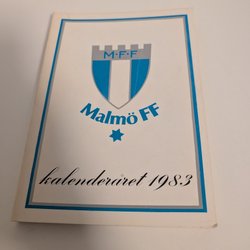 M-F-F
Malmö FF
kalenderåret 1983